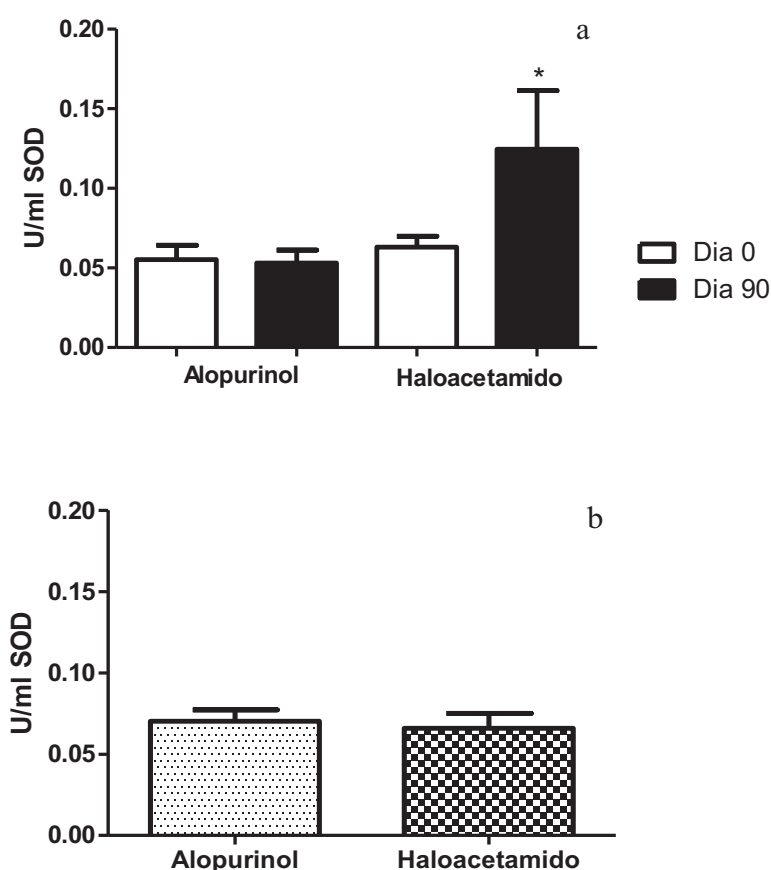 a
0.20
*
0.15
U/ml SOD
0.10
0.05
0.00
Alopurinol Haloacetamido
Dia 0
Dia 90
b
0.20
0.15
U/ml SOD
0.10
0.05
0.00
Alopurinol Haloacetamido